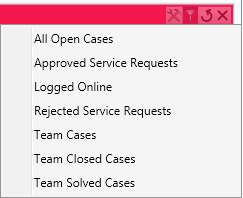 All Open Cases
Approved Service Requests
Logged Online
Rejected Service Requests
Team Cases
Team Closed Cases
Team Solved Cases